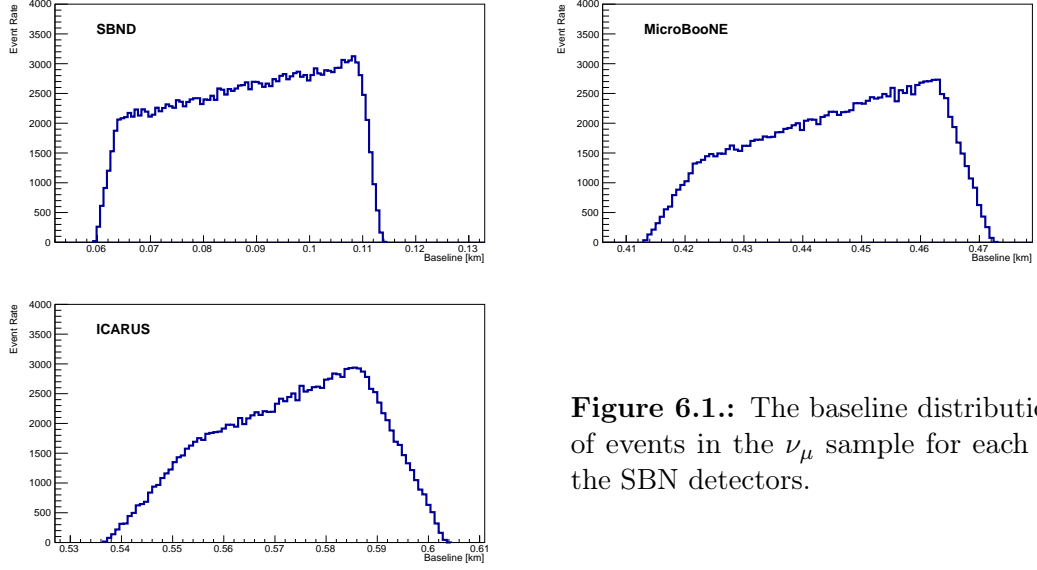 SBND
Event Rate
4000
3500
3000
2500
2000
1500
1000
500
0
0.06 0.07 0.08 0.09 0.1 0.11 0.12 0.13
Baseline [km]
MicroBooNE
Event Rate
4000
3500
3000
2500
2000
1500
1000
500
0
0.41 0.42 0.43 0.44 0.45 0.46 0.47
Baseline [km]
ICARUS
Event Rate
4000
3500
3000
2500
2000
1500
1000
500
0
0.53 0.54 0.55 0.56 0.57 0.58 0.59 0.6 0.61
Baseline [km]
Figure 6.1.: The baseline distributi
of events in the νμ sample for each
the SBN detectors.